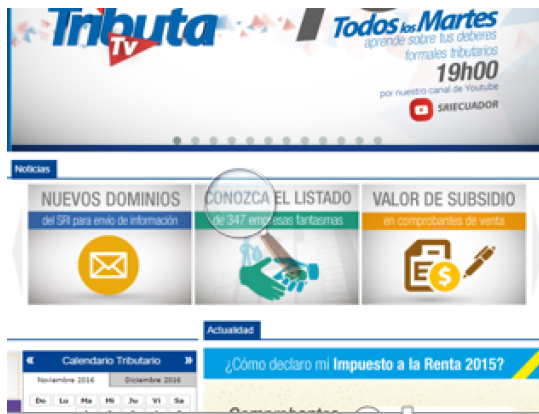 Tributa
Tv
Todos los Martes
aprende sobre tus deberes
formales tributarios
19h00
por nuestro canal de Youtube
SRIECUADOR
Noticias
NUEVOS DOMINIOS
del SRI para envío de información
CONOZCA EL LISTADO
de 347 empresas fantasmas
VALOR DE SUBSIDIO
en comprobantes de venta
Actualidad
Calendario Tributario
Noviembre 2016
Diciembre 2016
Do Lu Ma Mi Ju Vi Sa
¿Cómo declaro mi Impuesto a la Renta 2015?
Comprobantes